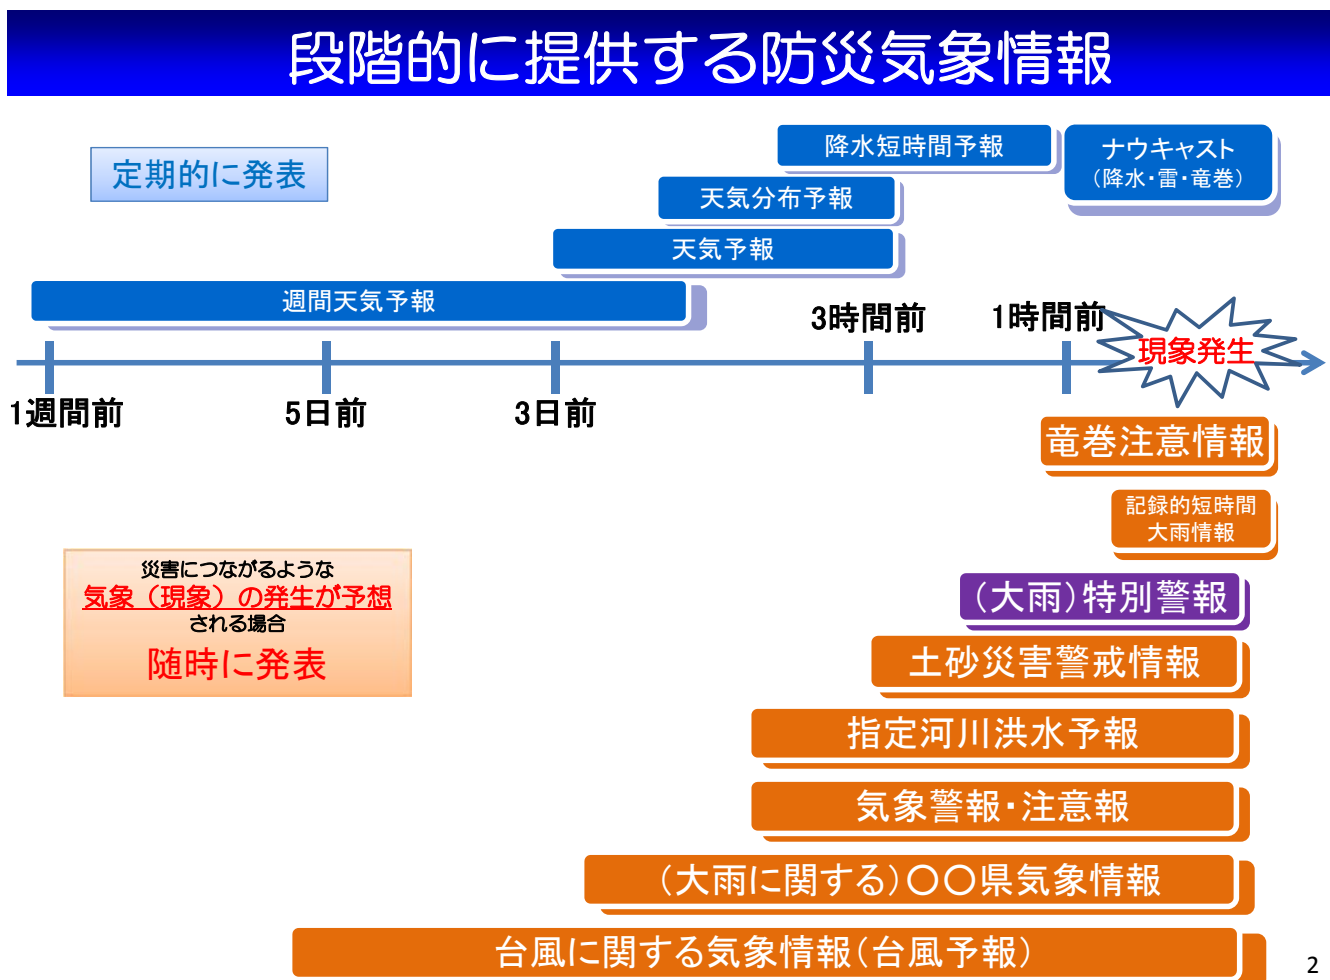 段階的に提供する防災気象情報
定期的に発表
降水短時間予報
ナウキャスト
（降水・雷・竜巻）
天気分布予報
天気予報
週間天気予報
3時間前
1時間前
現象発生
1週間前
5日前
3日前
竜巻注意情報
記録的短時間
大雨情報
災害につながるような
気象（現象）の発生が予想
される場合
随時に発表
（大雨）特別警報
土砂災害警戒情報
指定河川洪水予報
気象警報・注意報
（大雨に関する）〇〇県気象情報
台風に関する気象情報（台風予報）
2